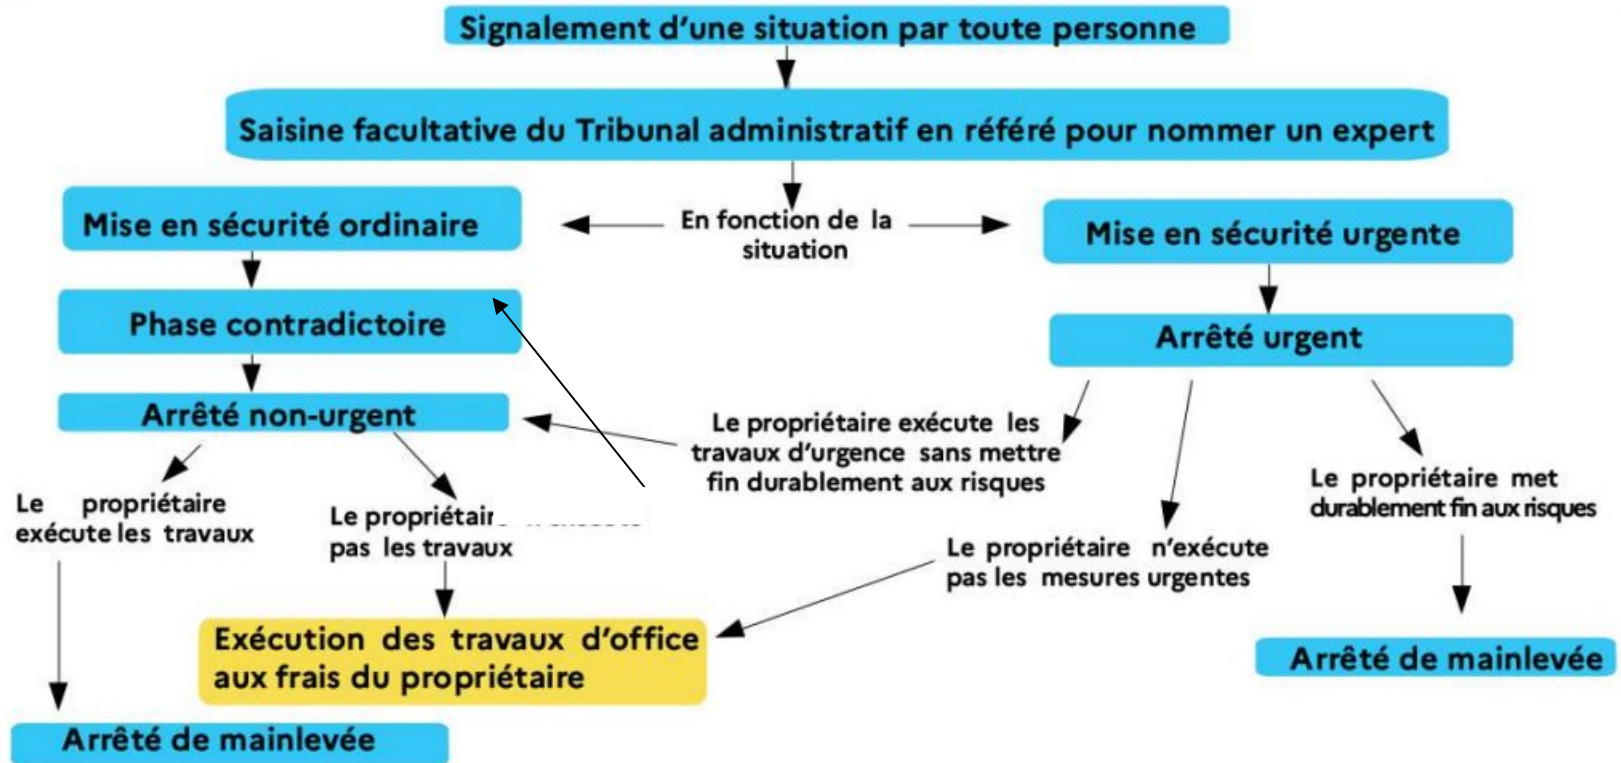 Signalement d'une situation par toute personne
Saisine facultative du Tribunal administratif en référé pour nommer un expert
En fonction de la
situation
Mise en sécurité ordinaire
Phase contradictoire
Arrêté non-urgent
Le propriétaire
exécute les travaux
Le
pas les travaux
Exécution des travaux d'office
aux frais du propriétaire
Arrêté de mainlevée
Mise en sécurité urgente
Arrêté urgent
Le propriétaire exécute les
travaux d'urgence sans mettre
fin durablement aux risques
Le propriétaire n'exécute
pas les mesures urgentes
Le propriétaire met
durablement fin aux risques
Arrêté de mainlevée